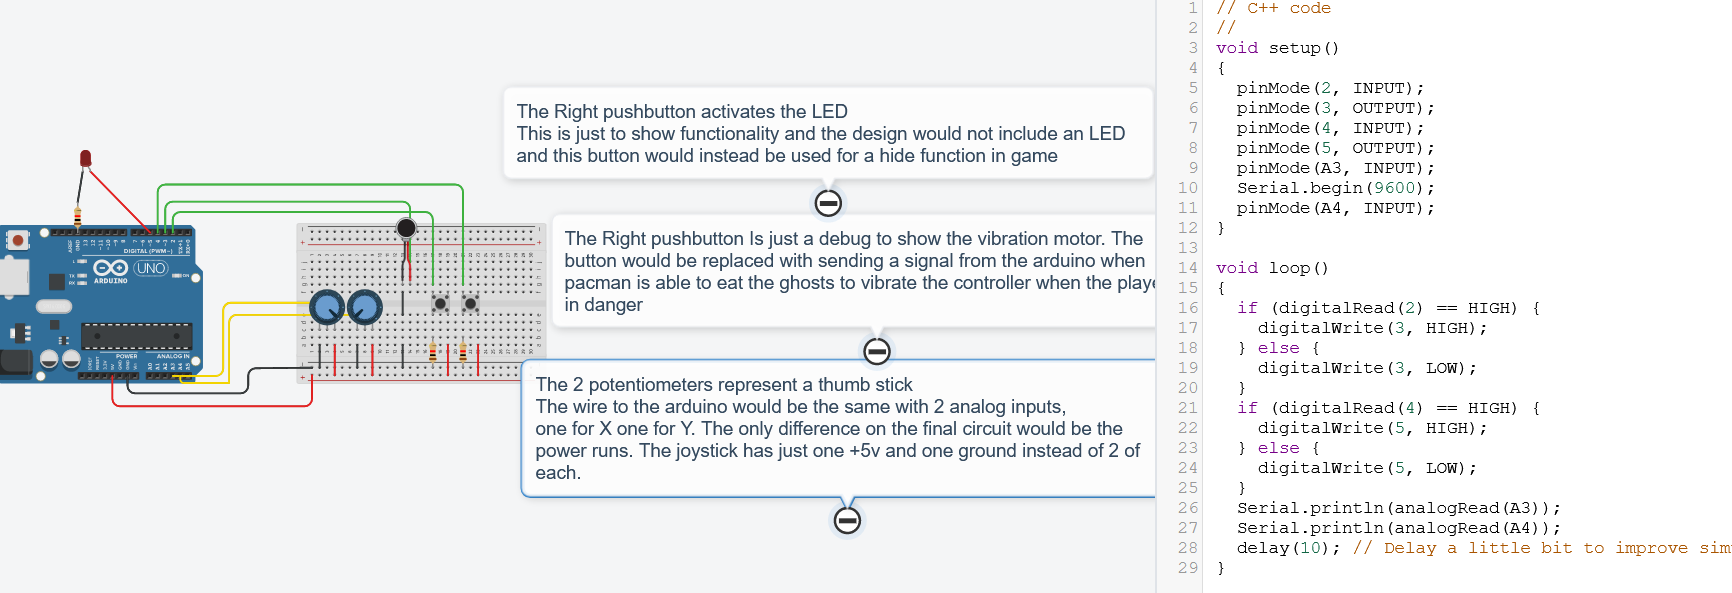 The Right pushbutton activates the LED
This is just to show functionality and the design would not include an LED
and this button would instead be used for a hide function in game
The Right pushbutton Is just a debug to show the vibration motor. The
button would be replaced with sending a signal from the arduino when
pacman is able to eat the ghosts to vibrate the controller when the playe
in danger
The 2 potentiometers represent a thumb stick
The wire to the arduino would be the same with 2 analog inputs,
one for X one for Y. The only difference on the final circuit would be the
power runs. The joystick has just one +5v and one ground instead of 2 of
each.
DIGITAL (PWM~)
UNO
ARDUINO
ON
POWER
ANALOG IN
1 // C++ code
2 //
3 void setup()
4 {
5 pinMode(2, INPUT);
6 pinMode(3, OUTPUT);
7 pinMode(4, INPUT);
8 pinMode(5, OUTPUT);
9 pinMode(A3, INPUT);
10 Serial.begin(9600);
11 pinMode(A4, INPUT);
12 }
13
14 void loop()
15 {
16 if (digitalRead(2) == HIGH) {
17 digitalWrite(3, HIGH);
18 } else {
19 digitalWrite(3, LOW);
20 }
21 if (digitalRead(4) == HIGH) {
22 digitalWrite(5, HIGH);
23 } else {
24 digitalWrite(5, LOW);
25 }
26 Serial.println(analogRead(A3));
27 Serial.println(analogRead(A4));
28 delay(10); // Delay a little bit to improve sim
29 }